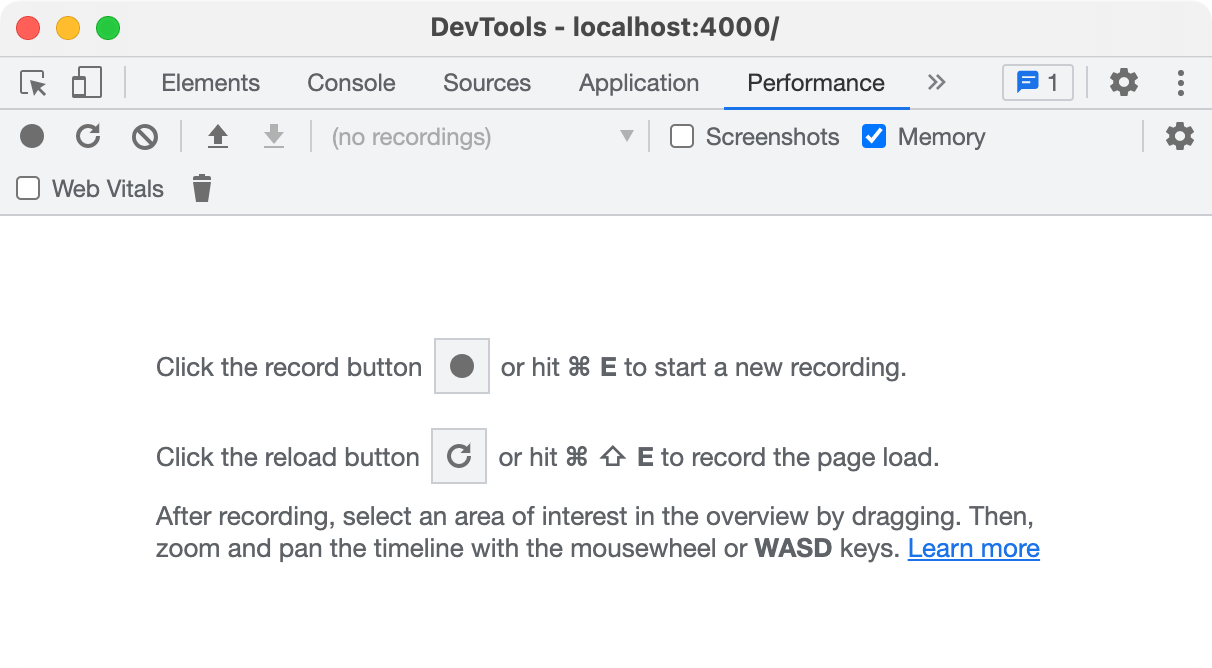 DevTools - localhost:4000/
Elements Console Sources Application Performance 1
(no recordings) Screenshots Memory
Web Vitals
Click the record button or hit ⌘ E to start a new recording.
Click the reload button or hit ⌘ ⇧ E to record the page load.
After recording, select an area of interest in the overview by dragging. Then,
zoom and pan the timeline with the mousewheel or WASD keys. Learn more